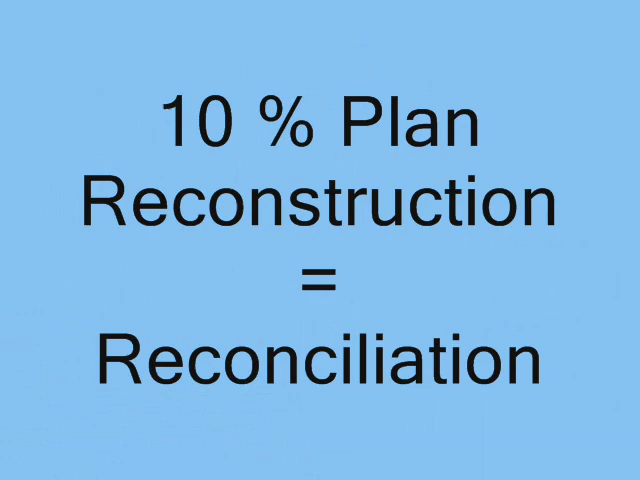 10 % Plan
Reconstruction
=
Reconciliation